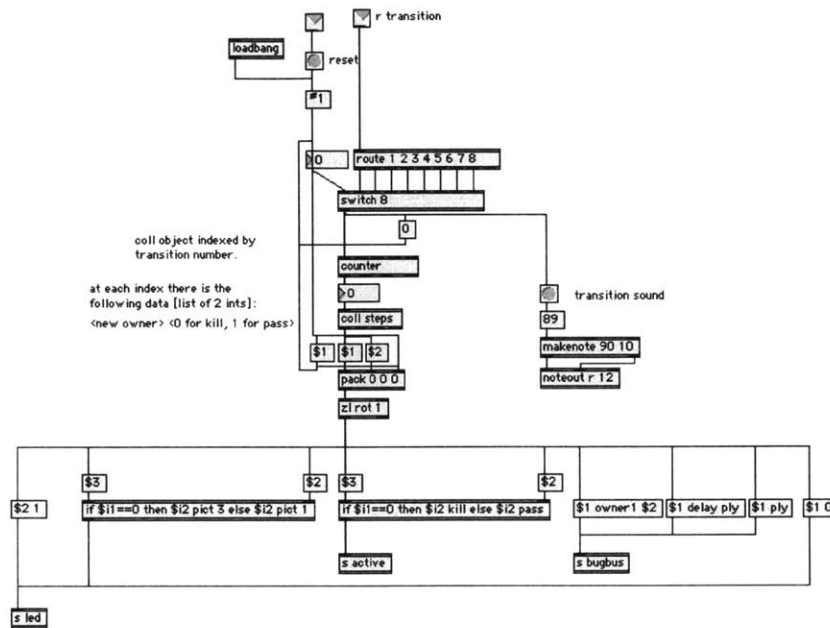 r transition
loadbang
reset
#1
0
route 1 2 3 4 5 6 7 8
switch 8
0
coll object indexed by
transition number.
counter
at each index there is the
following data [list of 2 ints]:
<new owner> <0 for kill, 1 for pass>
0
transition sound
coll steps
89
$1
$1
$2
makenote 90 10
pack 0 0 0
noteout r 12
zl rot 1
$3
$2
$3
$2
$2 1
if $i1==0 then $i2 pict 3 else $i2 pict 1
if $i1==0 then $i2 kill else $i2 pass
$1 owner1 $2
$1 delay ply
$1 ply
$1 0
s active
s bugbus
s led